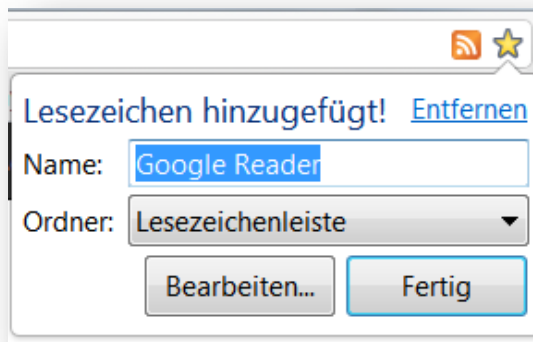 Lesezeichen hinzugefügt! Entfernen
Name: Google Reader
Ordner: Lesezeichenleiste
Bearbeiten... Fertig